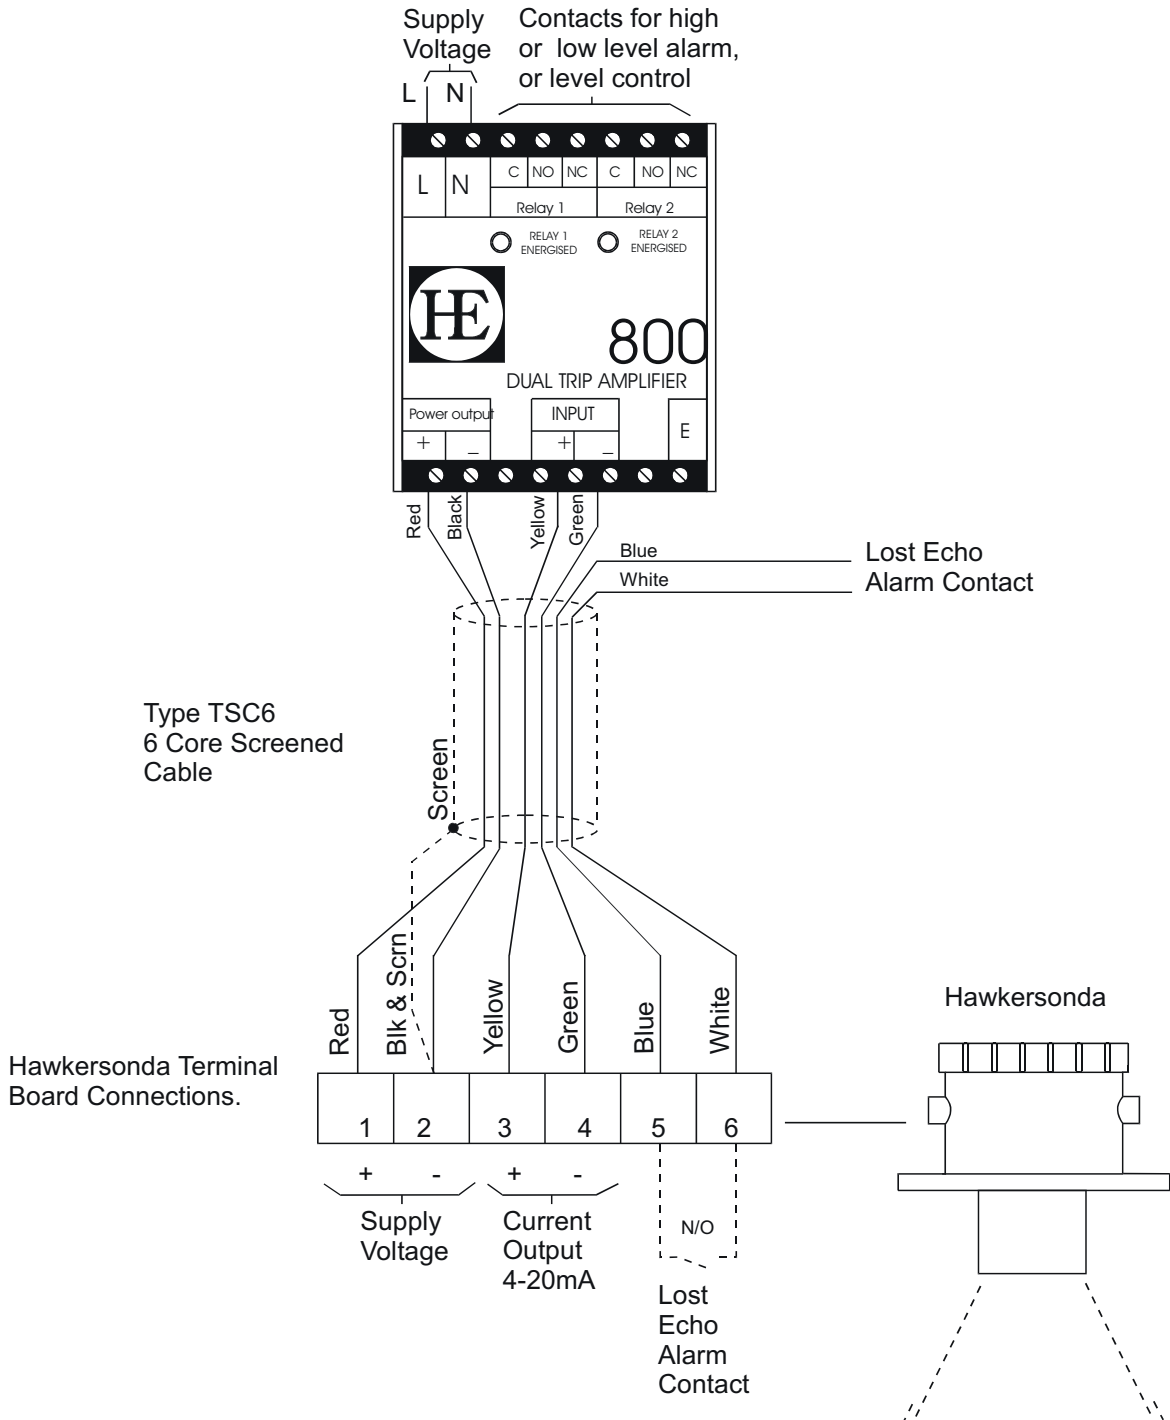 Supply
Voltage
Contacts for high
or low level alarm,
or level control
L N
L N
C NO NC C NO NC
Relay 1 Relay 2
RELAY 1
ENERGISED
RELAY 2
ENERGISED
HE
800
DUAL TRIP AMPLIFIER
Power output
INPUT
E
+ _ + _
Red
Black
Yellow
Green
Blue
White
Lost Echo
Alarm Contact
Type TSC6
6 Core Screened
Cable
Screen
Red
Blk & Scrn
Yellow
Green
Blue
White
Hawkersonda
Hawkersonda Terminal
Board Connections.
1 2 3 4 5 6
+ - + -
Supply
Voltage
Current
Output
4-20mA
N/O
Lost
Echo
Alarm
Contact